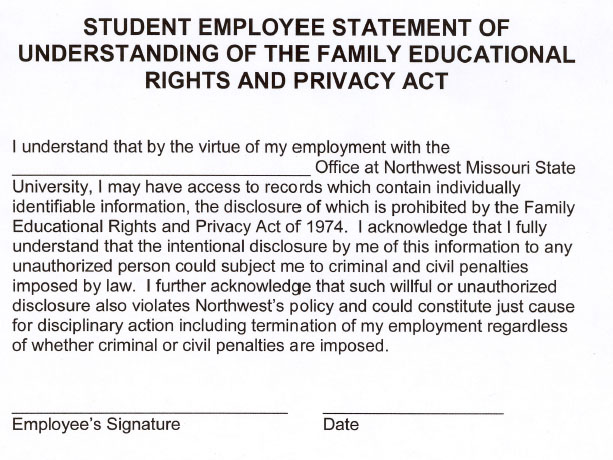 STUDENT EMPLOYEE STATEMENT OF
UNDERSTANDING OF THE FAMILY EDUCATIONAL
RIGHTS AND PRIVACY ACT
I understand that by the virtue of my employment with the
_______________________________ Office at Northwest Missouri State
University, I may have access to records which contain individually
identifiable information, the disclosure of which is prohibited by the Family
Educational Rights and Privacy Act of 1974.  I acknowledge that I fully
understand that the intentional disclosure by me of this information to any
unauthorized person could subject me to criminal and civil penalties
imposed by law.  I further acknowledge that such willful or unauthorized
disclosure also violates Northwest's policy and could constitute just cause
for disciplinary action including termination of my employment regardless
of whether criminal or civil penalties are imposed.
Employee's Signature Date